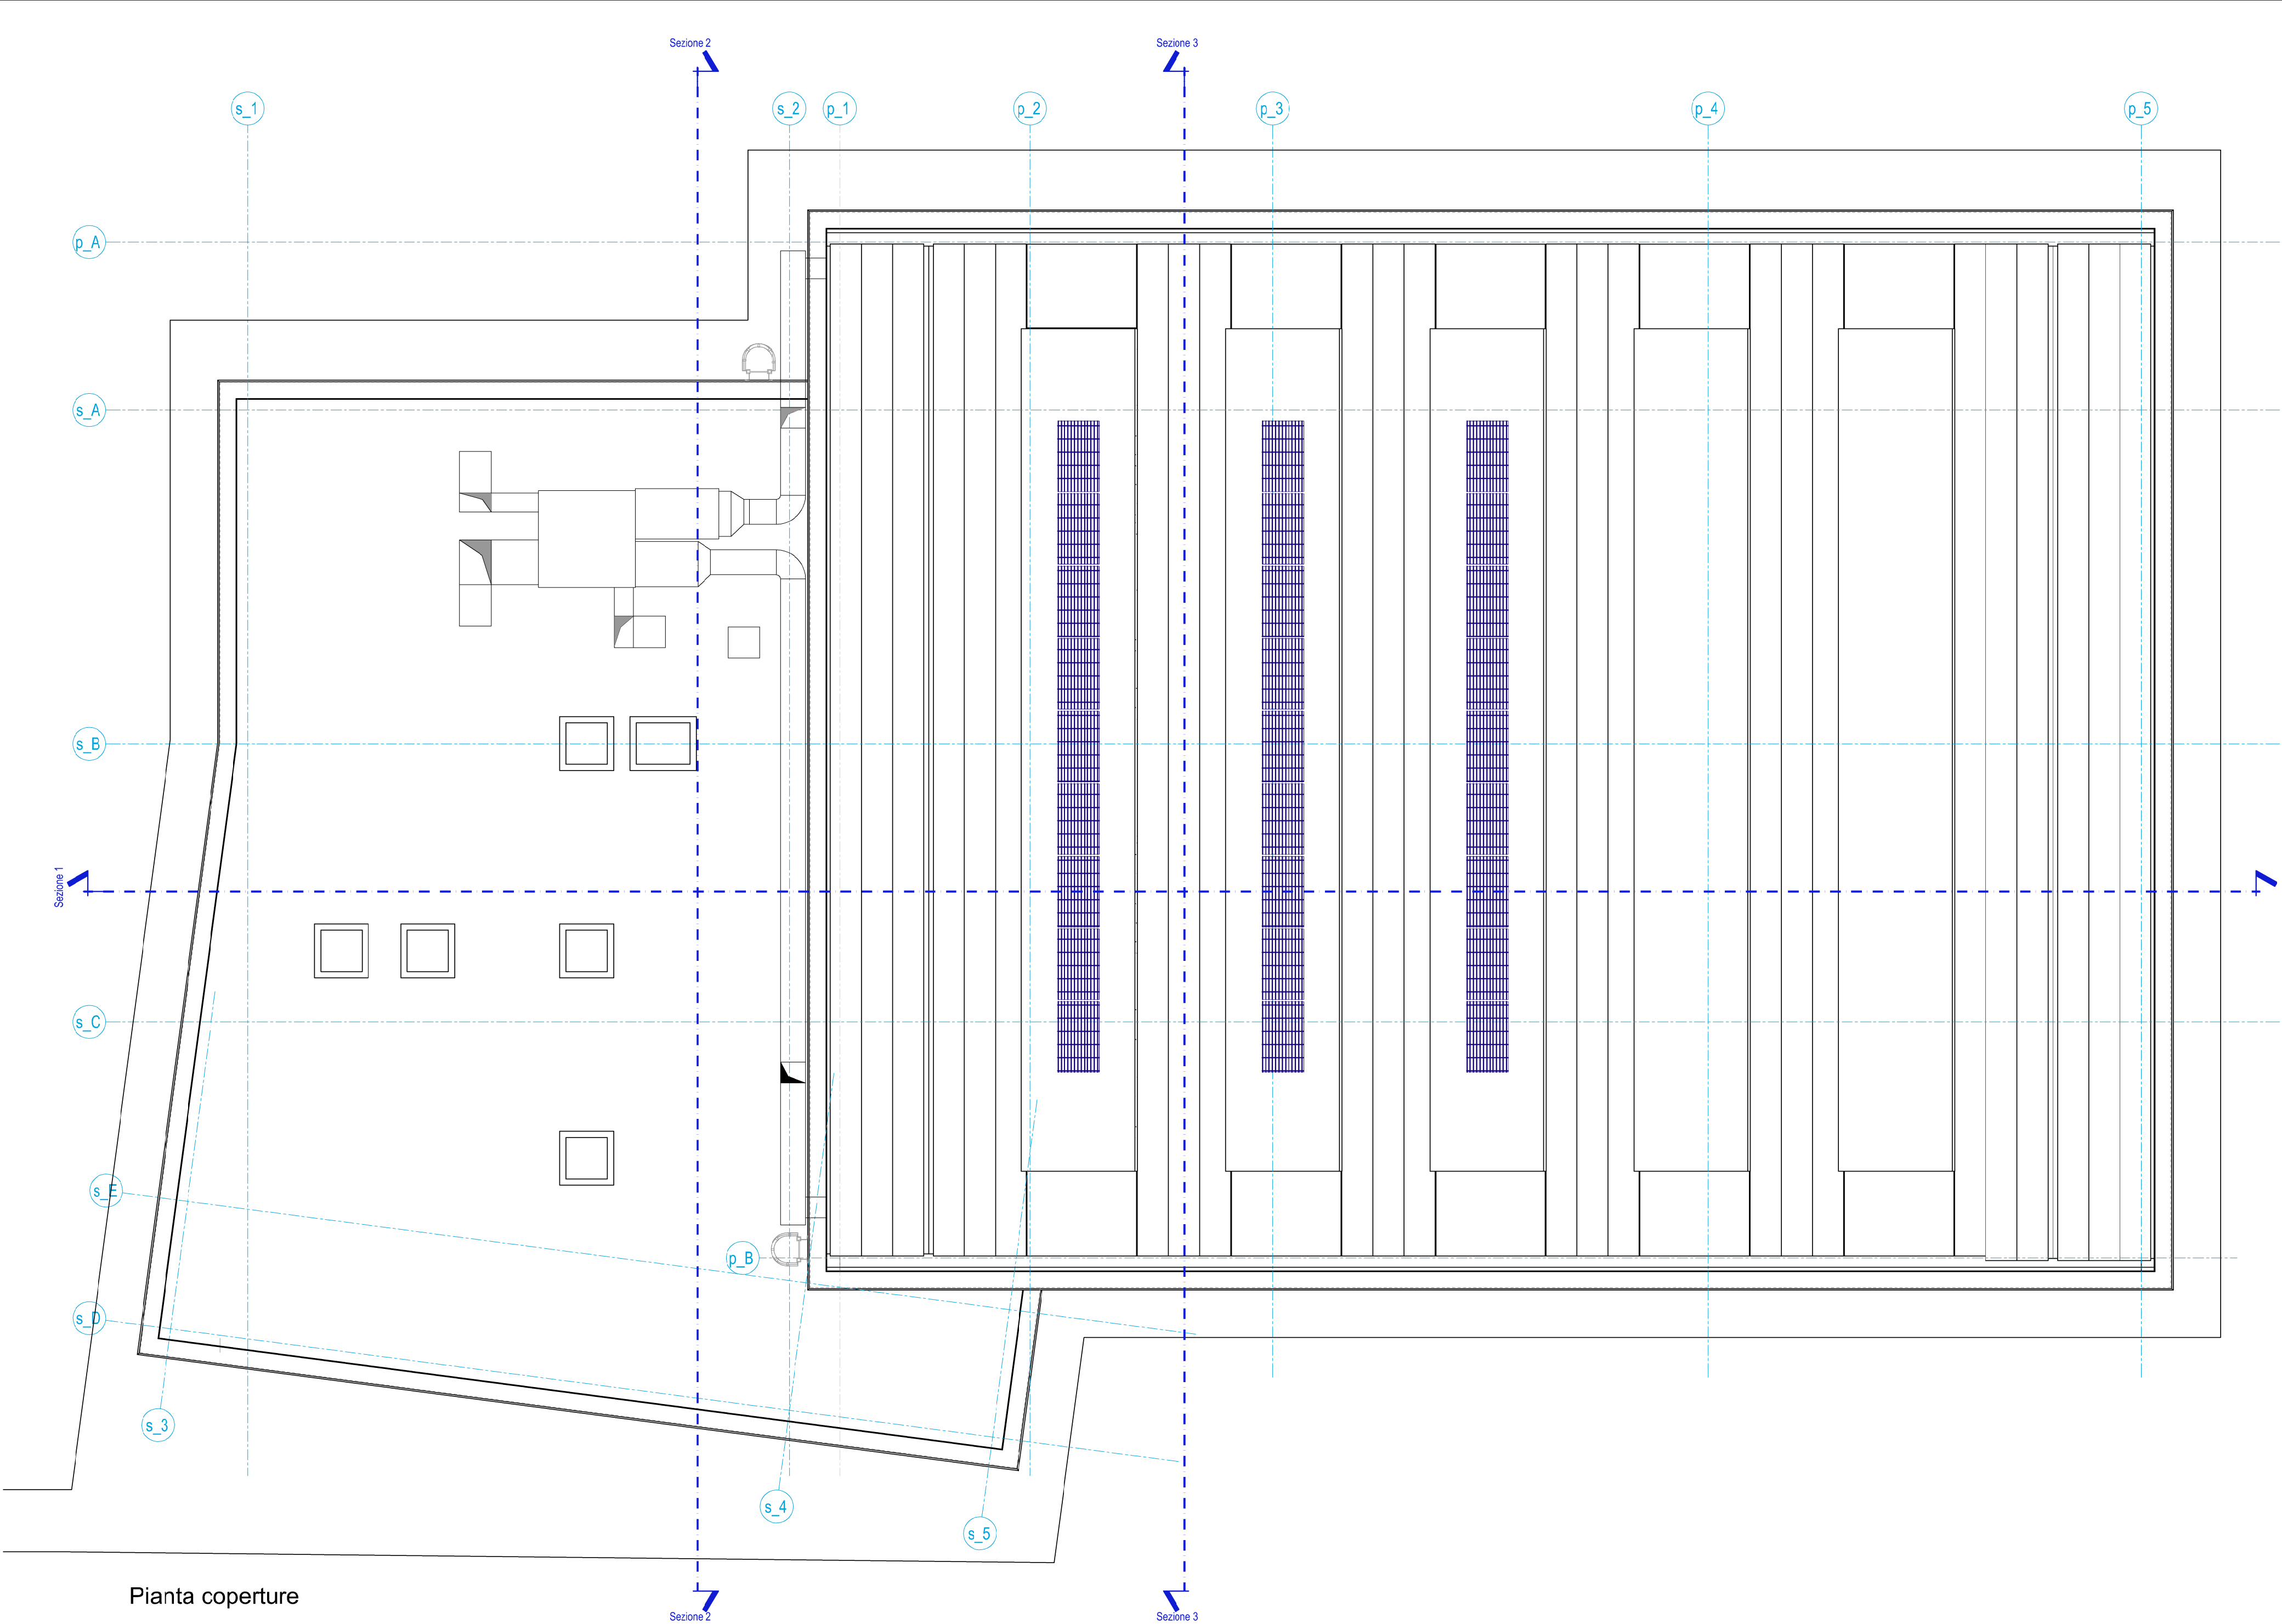 Sezione 2
Sezione 3
s_1
s_2
p_1
p_2
p_3
p_4
p_5
p_A
s_A
s_B
Sezione 1
s_C
s_E
p_B
s_D
s_3
s_4
s_5
Pianta coperture
Sezione 2
Sezione 3